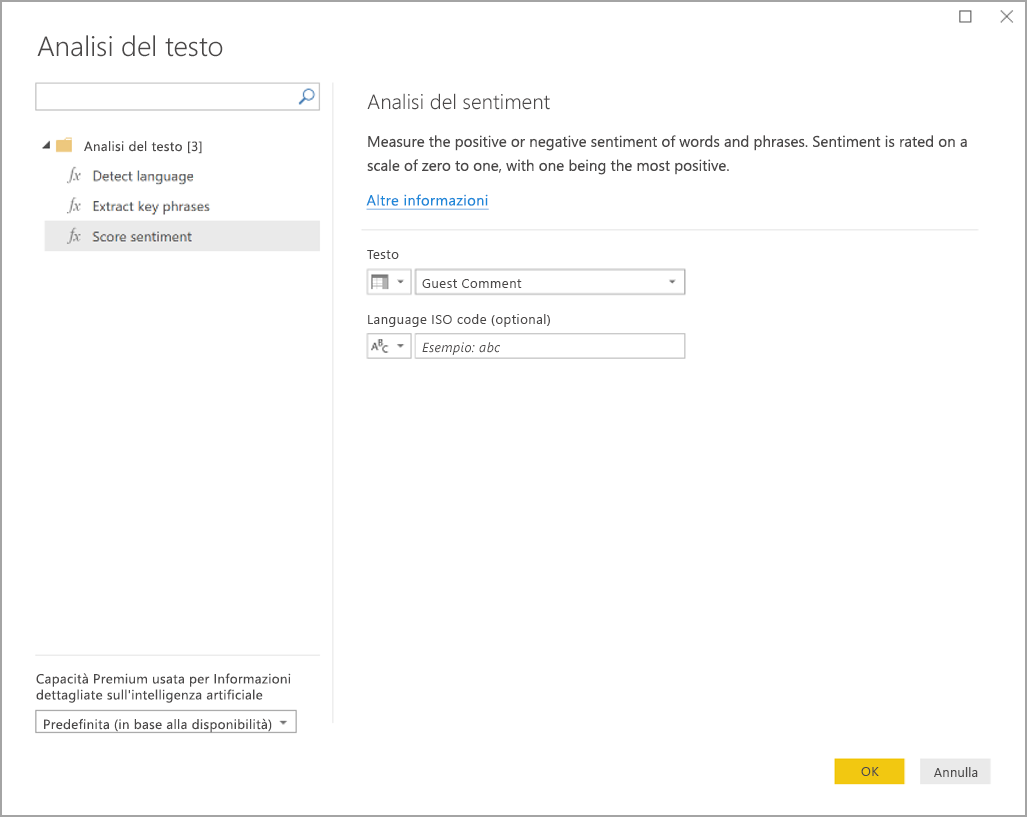 Analisi del testo
Analisi del testo [3]
fx Detect language
fx Extract key phrases
fx Score sentiment
Capacità Premium usata per Informazioni
dettagliate sull'intelligenza artificiale
Predefinita (in base alla disponibilità)
Analisi del sentiment
Measure the positive or negative sentiment of words and phrases. Sentiment is rated on a
scale of zero to one, with one being the most positive.
Altre informazioni
Testo
Guest Comment
Language ISO code (optional)
ABC Esempio: abc
OK Annulla